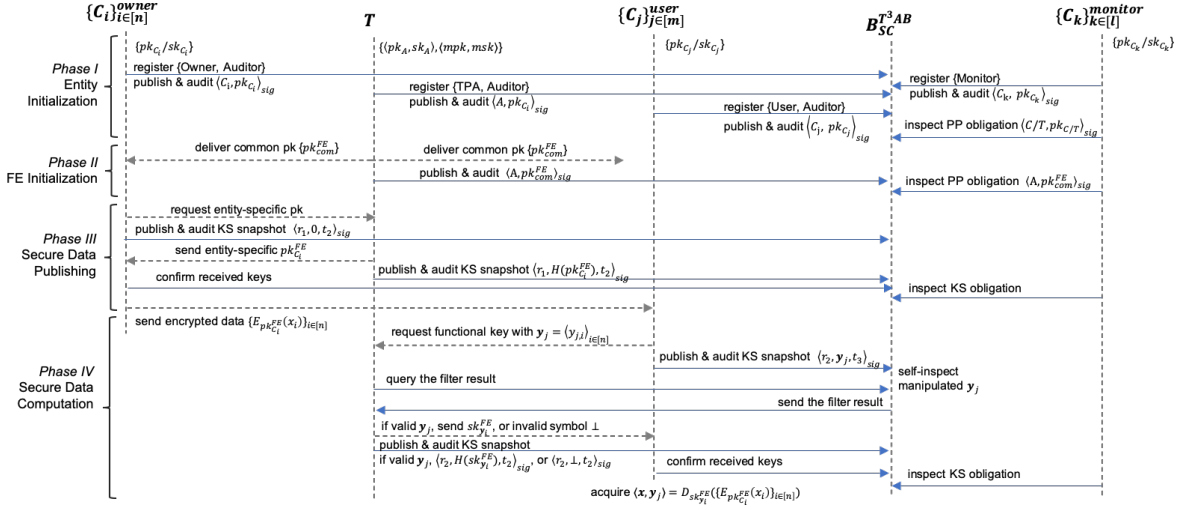 {C_i}^{owner}_{i∈[n]}
T
{C_j}^{user}_{j∈[m]}
B^{T^3AB}_{SC}
{C_k}^{monitor}_{k∈[l]}
{pk_{C_i}/sk_{C_i}}
{⟨pk_A, sk_A⟩,⟨mpk, msk⟩}
{pk_{C_j}/sk_{C_j}}
{pk_{C_k}/sk_{C_k}}
Phase I
Entity
Initialization
register {Owner, Auditor}
publish & audit ⟨C_i, pk_{C_i}⟩_{sig}
register {TPA, Auditor}
publish & audit ⟨A, pk_{C_i}⟩_{sig}
register {User, Auditor}
publish & audit ⟨C_j, pk_{C_j}⟩_{sig}
register {Monitor}
publish & audit ⟨C_k, pk_{C_k}⟩_{sig}
inspect PP obligation ⟨C/T, pk_{C/T}⟩_{sig}
Phase II
FE Initialization
deliver common pk {pk^{FE}_{com}}
deliver common pk {pk^{FE}_{com}}
publish & audit ⟨A, pk^{FE}_{com}⟩_{sig}
inspect PP obligation ⟨A, pk^{FE}_{com}⟩_{sig}
Phase III
Secure Data
Publishing
request entity-specific pk
publish & audit KS snapshot ⟨r_1, 0, t_2⟩_{sig}
send entity-specific pk^{FE}_{C_i}
publish & audit KS snapshot ⟨r_1, H(pk^{FE}_{C_i}), t_2⟩_{sig}
confirm received keys
inspect KS obligation
send encrypted data {E_{pk^{FE}_{C_i}}(x_i)}_{i∈[n]}
Phase IV
Secure Data
Computation
request functional key with y_j = ⟨y_{j,i}⟩_{i∈[n]}
publish & audit KS snapshot ⟨r_2, y_j, t_3⟩_{sig}
self-inspect
manipulated y_j
query the filter result
send the filter result
if valid y_j, send sk^{FE}_{y_i}, or invalid symbol ⊥
publish & audit KS snapshot
if valid y_j, ⟨r_2, H(sk^{FE}_{y_i}), t_2⟩_{sig}, or ⟨r_2, ⊥, t_2⟩_{sig}
confirm received keys
inspect KS obligation
acquire ⟨x, y_j⟩ = D_{sk^{FE}_{y_i}}({E_{pk^{FE}_{C_i}}(x_i)}_{i∈[n]})